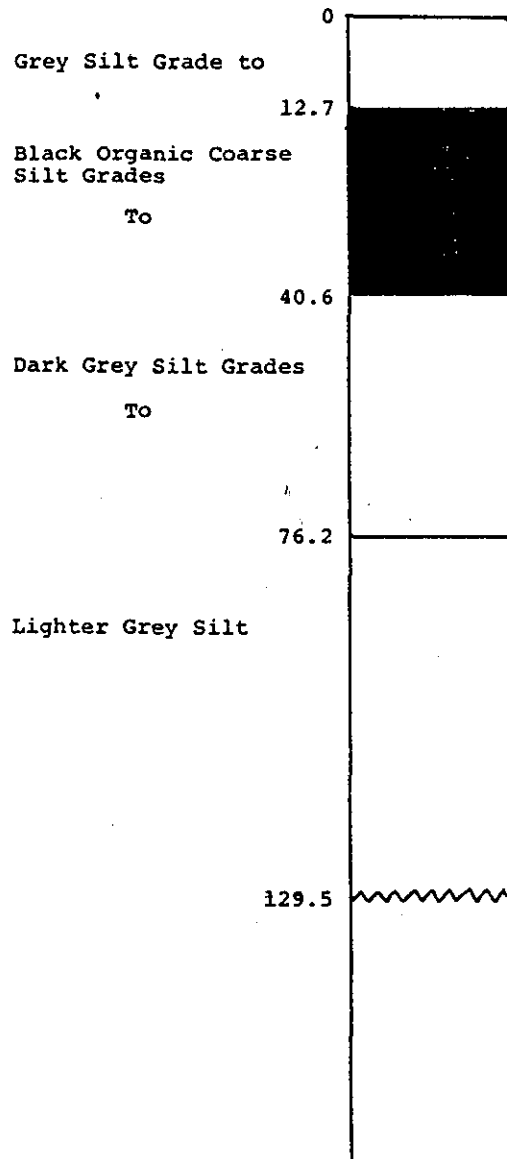 0
Grey Silt Grade to
12.7
Black Organic Coarse
Silt Grades
To
40.6
Dark Grey Silt Grades
To
76.2
Lighter Grey Silt
129.5